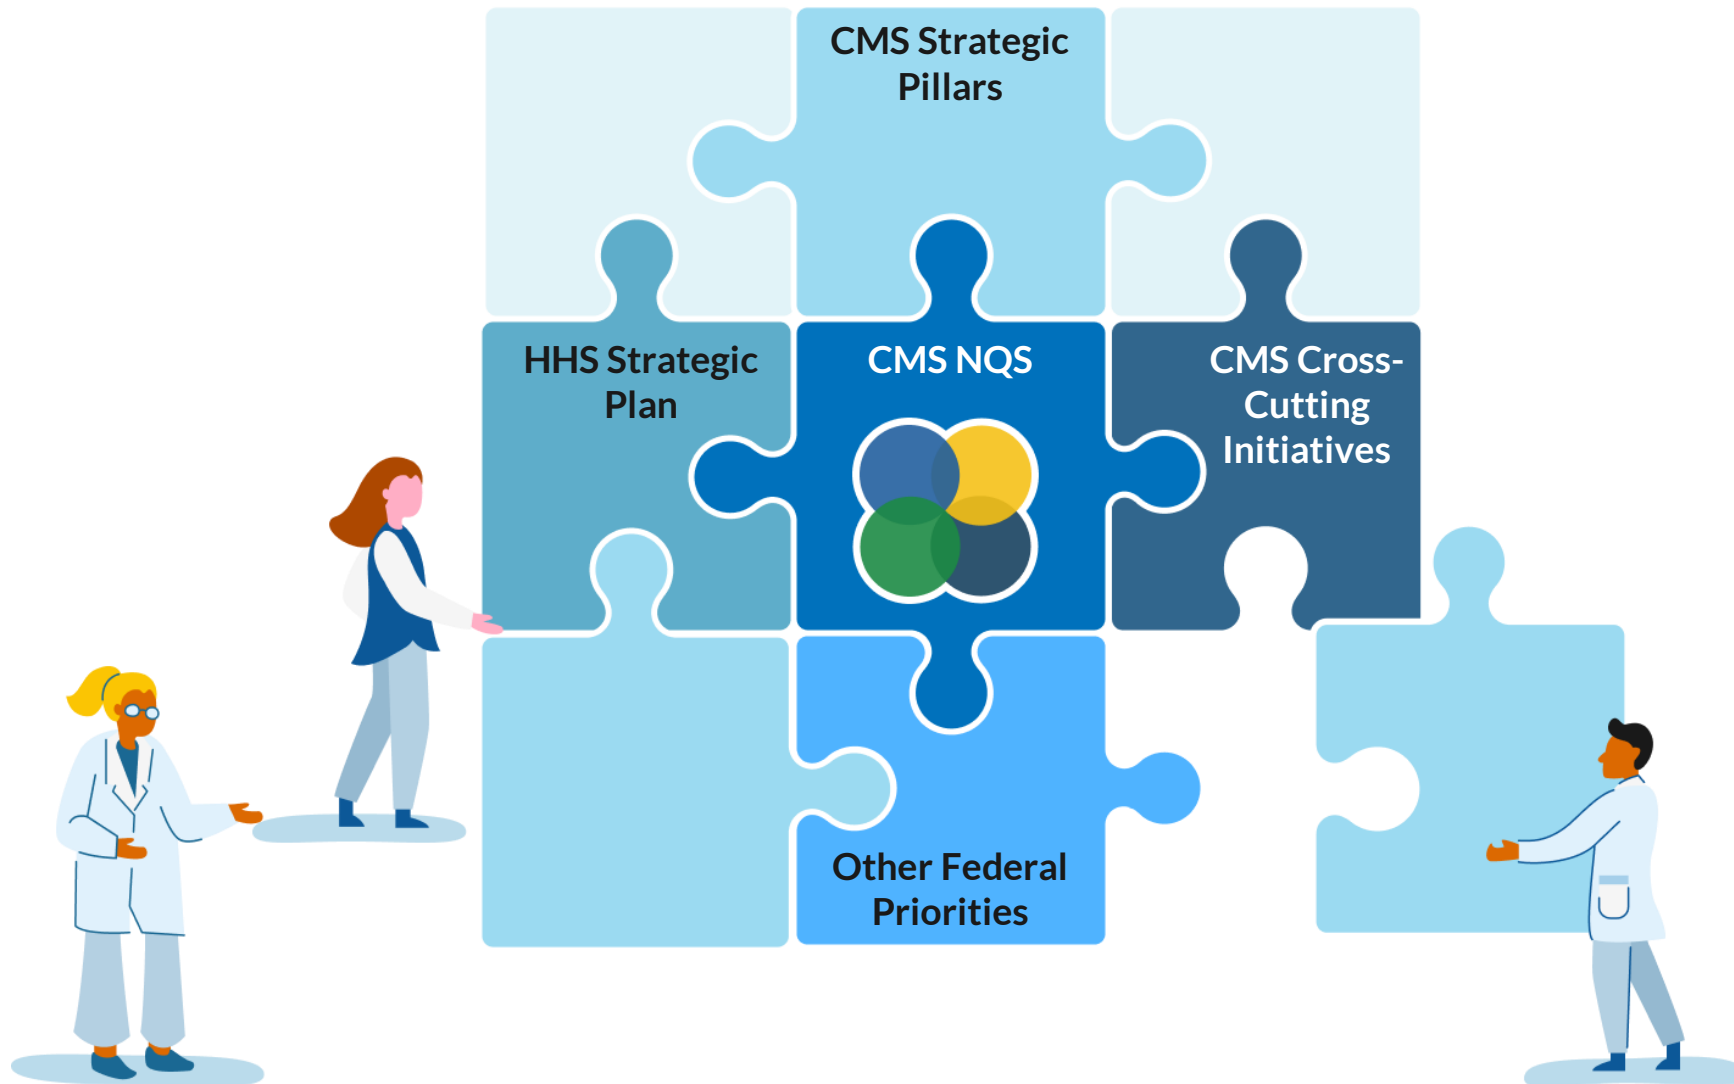 CMS Strategic
Pillars
HHS Strategic
Plan
CMS NQS
CMS Cross-
Cutting
Initiatives
Other Federal
Priorities